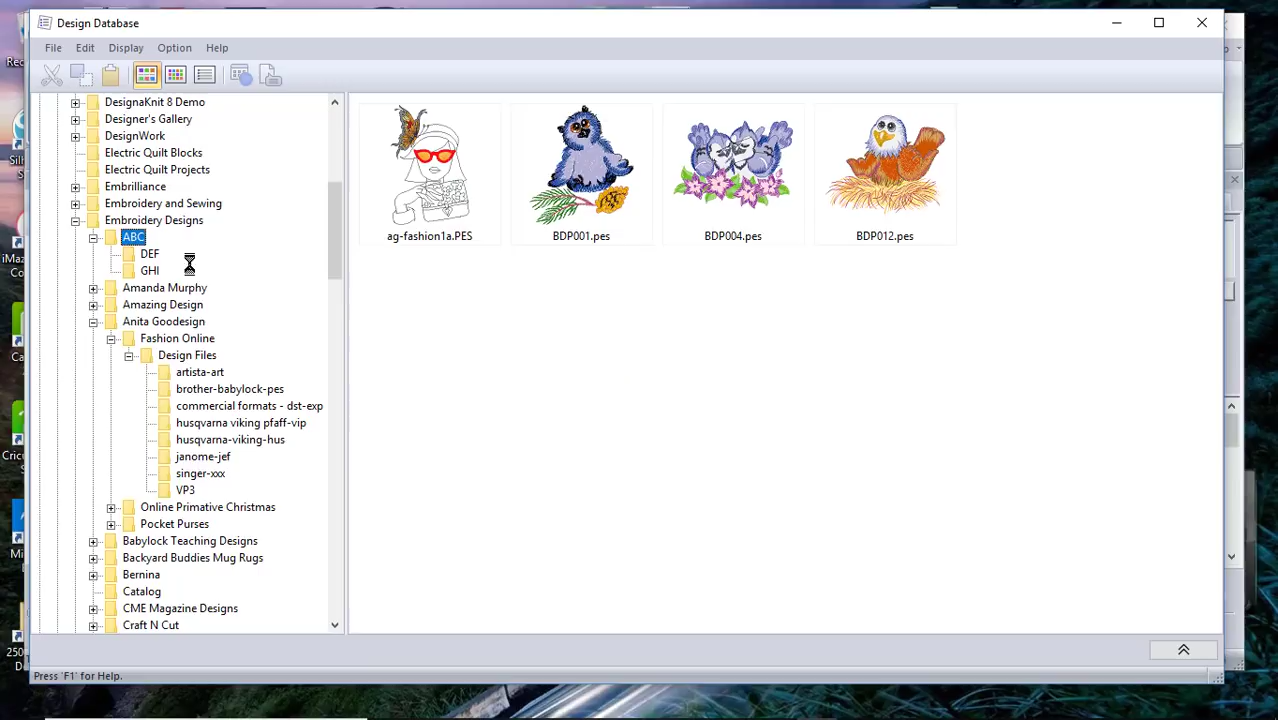 Design Database
File Edit Display Option Help
DesignaKnit 8 Demo
Designer's Gallery
DesignWork
Electric Quilt Blocks
Electric Quilt Projects
Embrilliance
Embroidery and Sewing
Embroidery Designs
ABC
DEF
GHI
Amanda Murphy
Amazing Design
Anita Goodesign
Fashion Online
Design Files
artista-art
brother-babylock-pes
commercial formats - dst-exp
husqvarna viking pfaff-vip
husqvarna-viking-hus
janome-jef
singer-xxx
VP3
Online Primative Christmas
Pocket Purses
Babylock Teaching Designs
Backyard Buddies Mug Rugs
Bernina
Catalog
CME Magazine Designs
Craft N Cut
ag-fashion1a.PES BDP001.pes BDP004.pes BDP012.pes
Press 'F1' for Help.